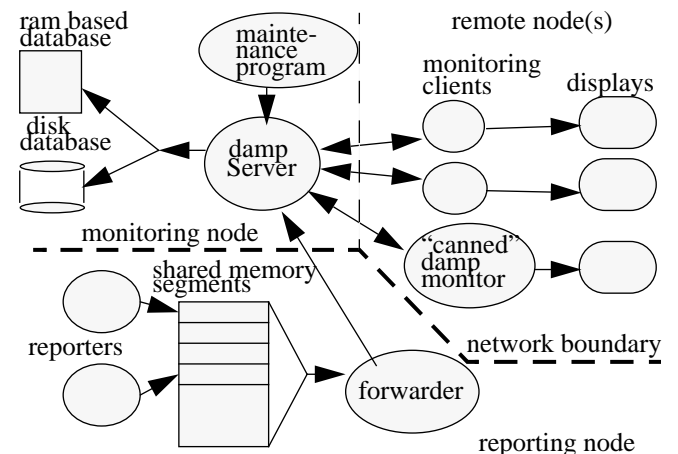 ram based
database
disk
database
mainte-
nance
program
remote node(s)
monitoring
clients
displays
damp
Server
monitoring node
"canned"
damp
monitor
shared memory
segments
reporters
network boundary
forwarder
reporting node